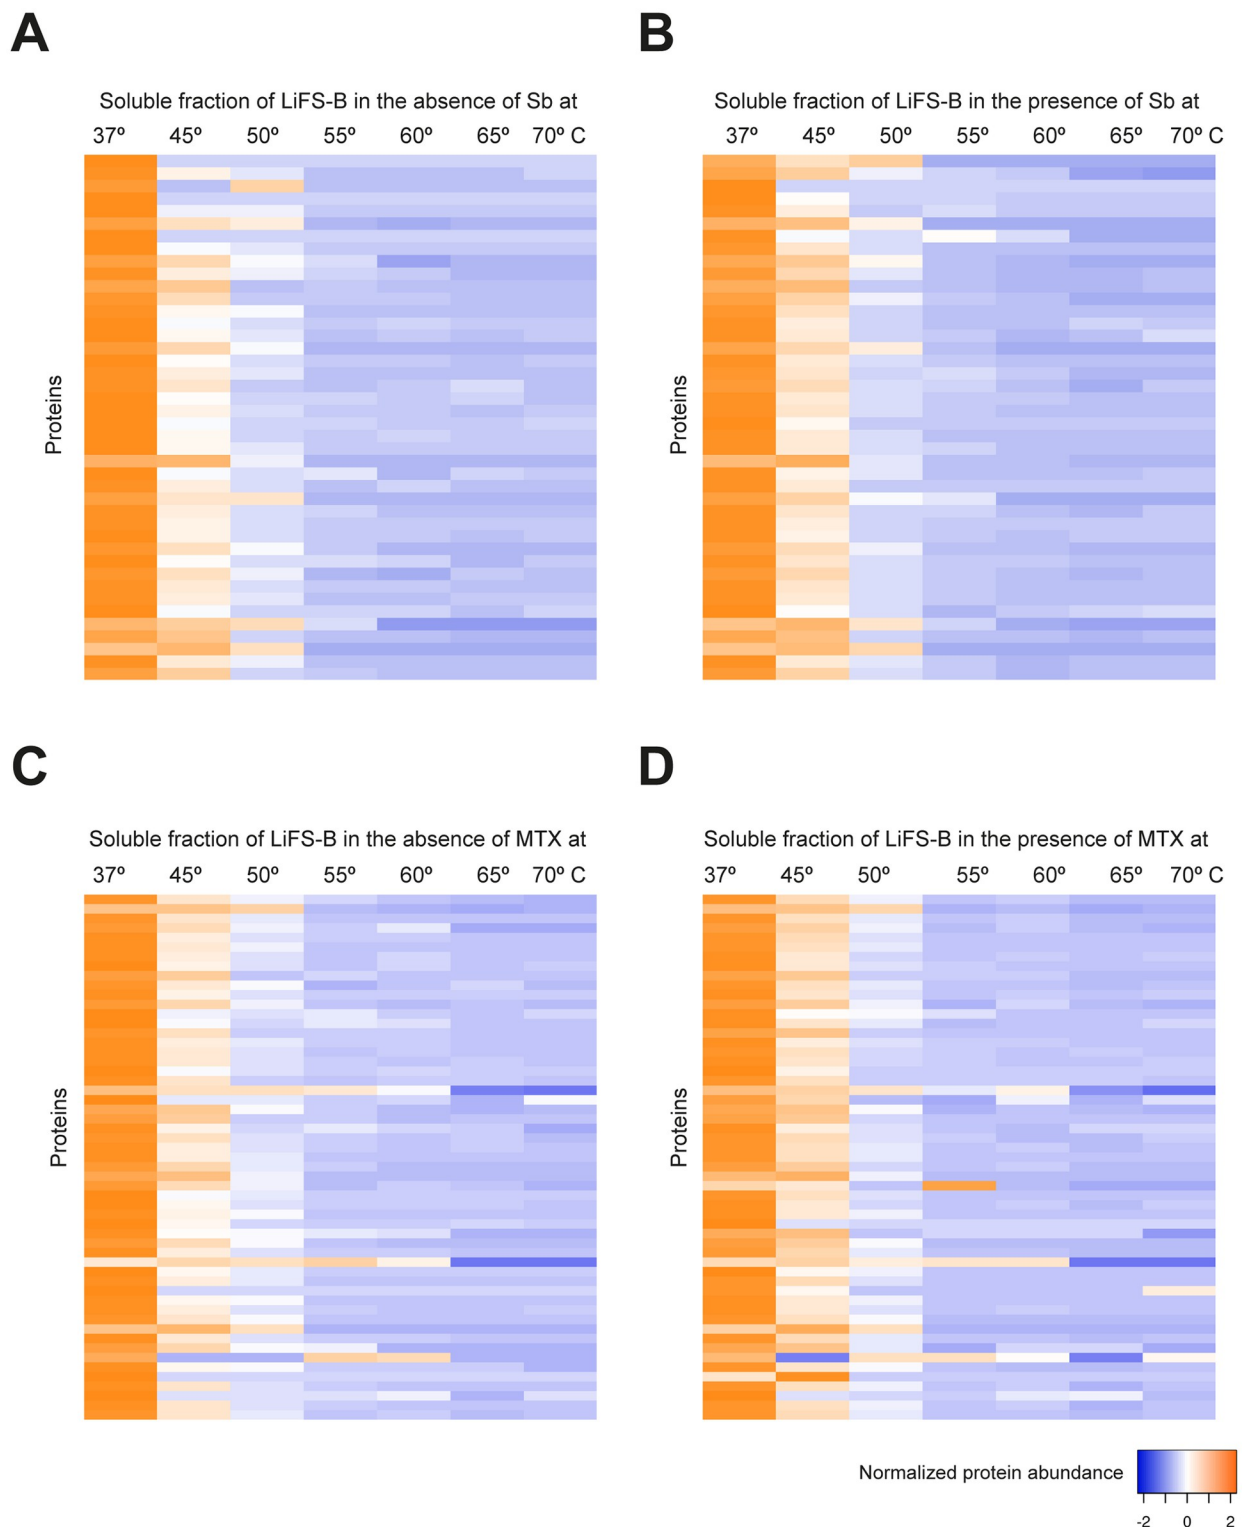 A
B
Soluble fraction of LiFS-B in the absence of Sb at
Soluble fraction of LiFS-B in the presence of Sb at
37º 45º 50º 55º 60º 65º 70º C
37º 45º 50º 55º 60º 65º 70º C
Proteins
Proteins
C
D
Soluble fraction of LiFS-B in the absence of MTX at
Soluble fraction of LiFS-B in the presence of MTX at
37º 45º 50º 55º 60º 65º 70º C
37º 45º 50º 55º 60º 65º 70º C
Proteins
Proteins
Normalized protein abundance
-2 0 2